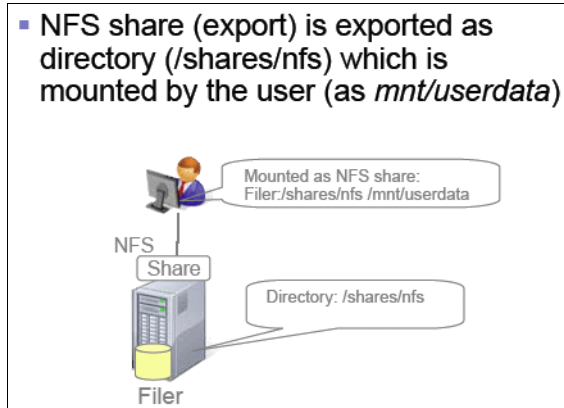 ▪ NFS share (export) is exported as
directory (/shares/nfs) which is
mounted by the user (as mnt/userdata)
Mounted as NFS share:
Filer:/shares/nfs /mnt/userdata
NFS
Share
Directory: /shares/nfs
Filer